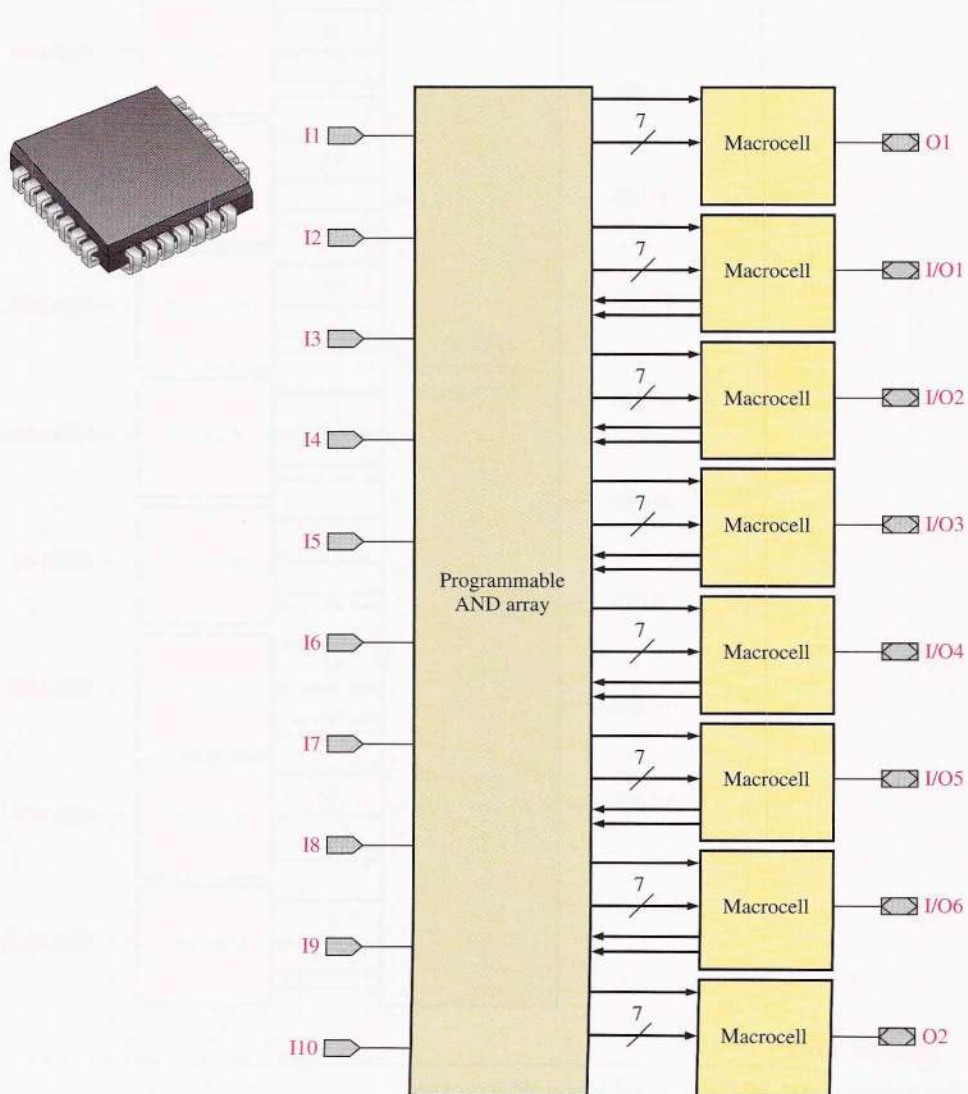 I1
I2
I3
I4
I5
I6
I7
I8
I9
I10
Programmable
AND array
7
Macrocell
O1
7
Macrocell
I/O1
7
Macrocell
I/O2
7
Macrocell
I/O3
7
Macrocell
I/O4
7
Macrocell
I/O5
7
Macrocell
I/O6
7
Macrocell
O2